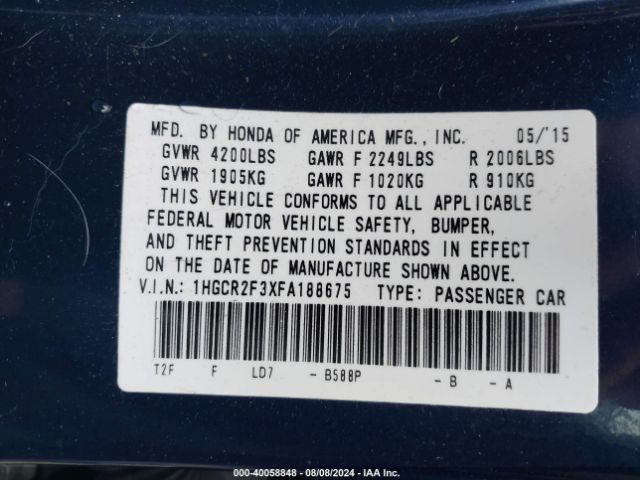 MFD. BY HONDA OF AMERICA MFG., INC. 05/'15
GVWR 4200LBS GAWR F 2249LBS R 2006LBS
GVWR 1905KG GAWR F 1020KG R 910KG
THIS VEHICLE CONFORMS TO ALL APPLICABLE
FEDERAL MOTOR VEHICLE SAFETY, BUMPER,
AND THEFT PREVENTION STANDARDS IN EFFECT
ON THE DATE OF MANUFACTURE SHOWN ABOVE.
V.I.N.: 1HGCR2F3XFA188675 TYPE: PASSENGER CAR
T2F F LD7 - B588P - B - A
000-40058848 - 08/08/2024 - IAA Inc.